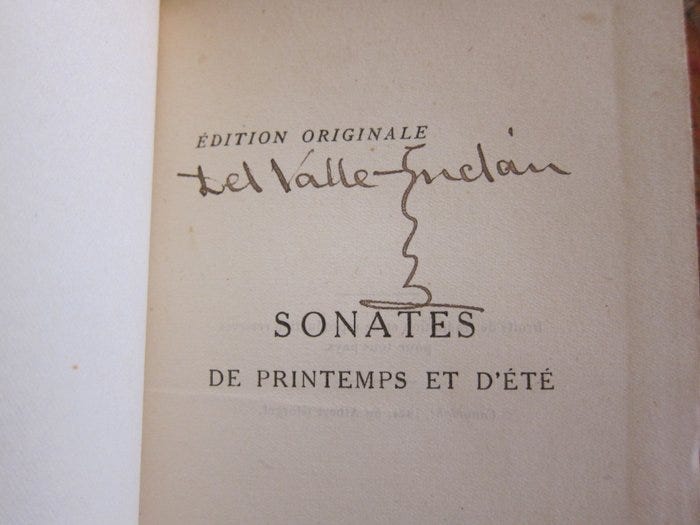 ÉDITION ORIGINALE
Del Valle-Inclán
SONATES
DE PRINTEMPS ET D'ÉTÉ